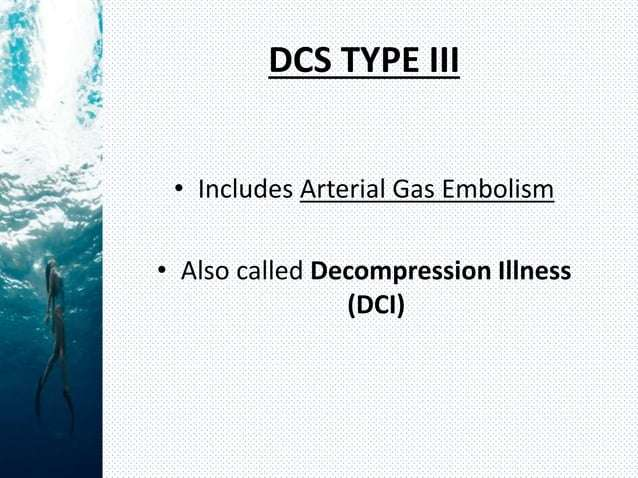 DCS TYPE III
• Includes Arterial Gas Embolism
• Also called Decompression Illness
(DCI)